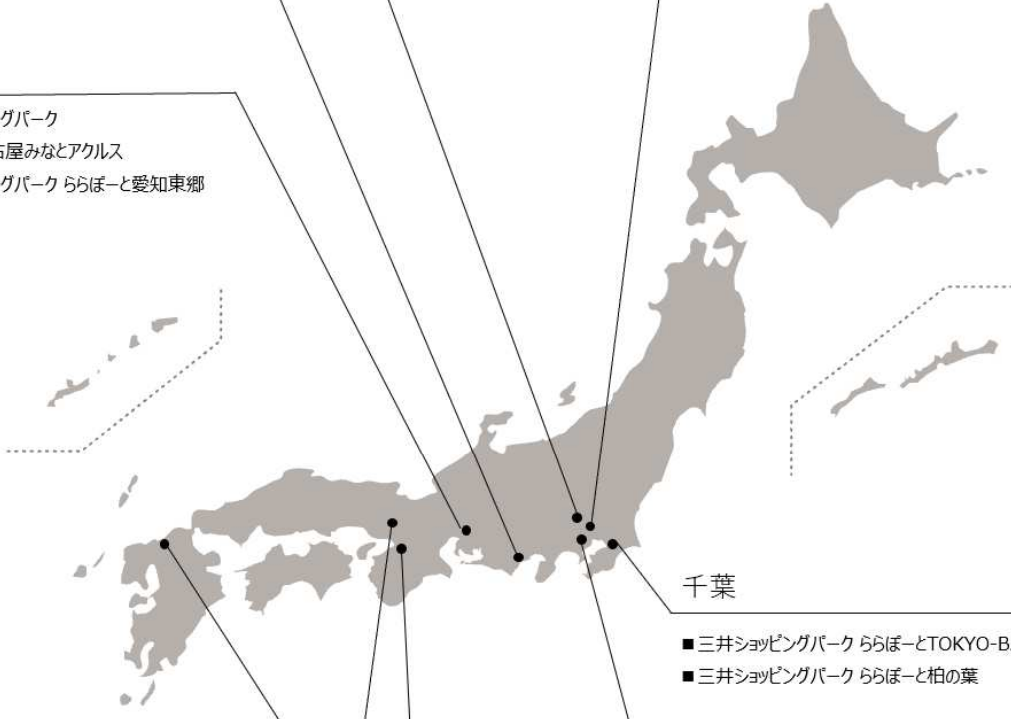 グパーク
古屋みなとアクルス
グパーク ららぽーと愛知東郷
千葉
■三井ショッピングパーク ららぽーとTOKYO-B
■三井ショッピングパーク ららぽーと柏の葉